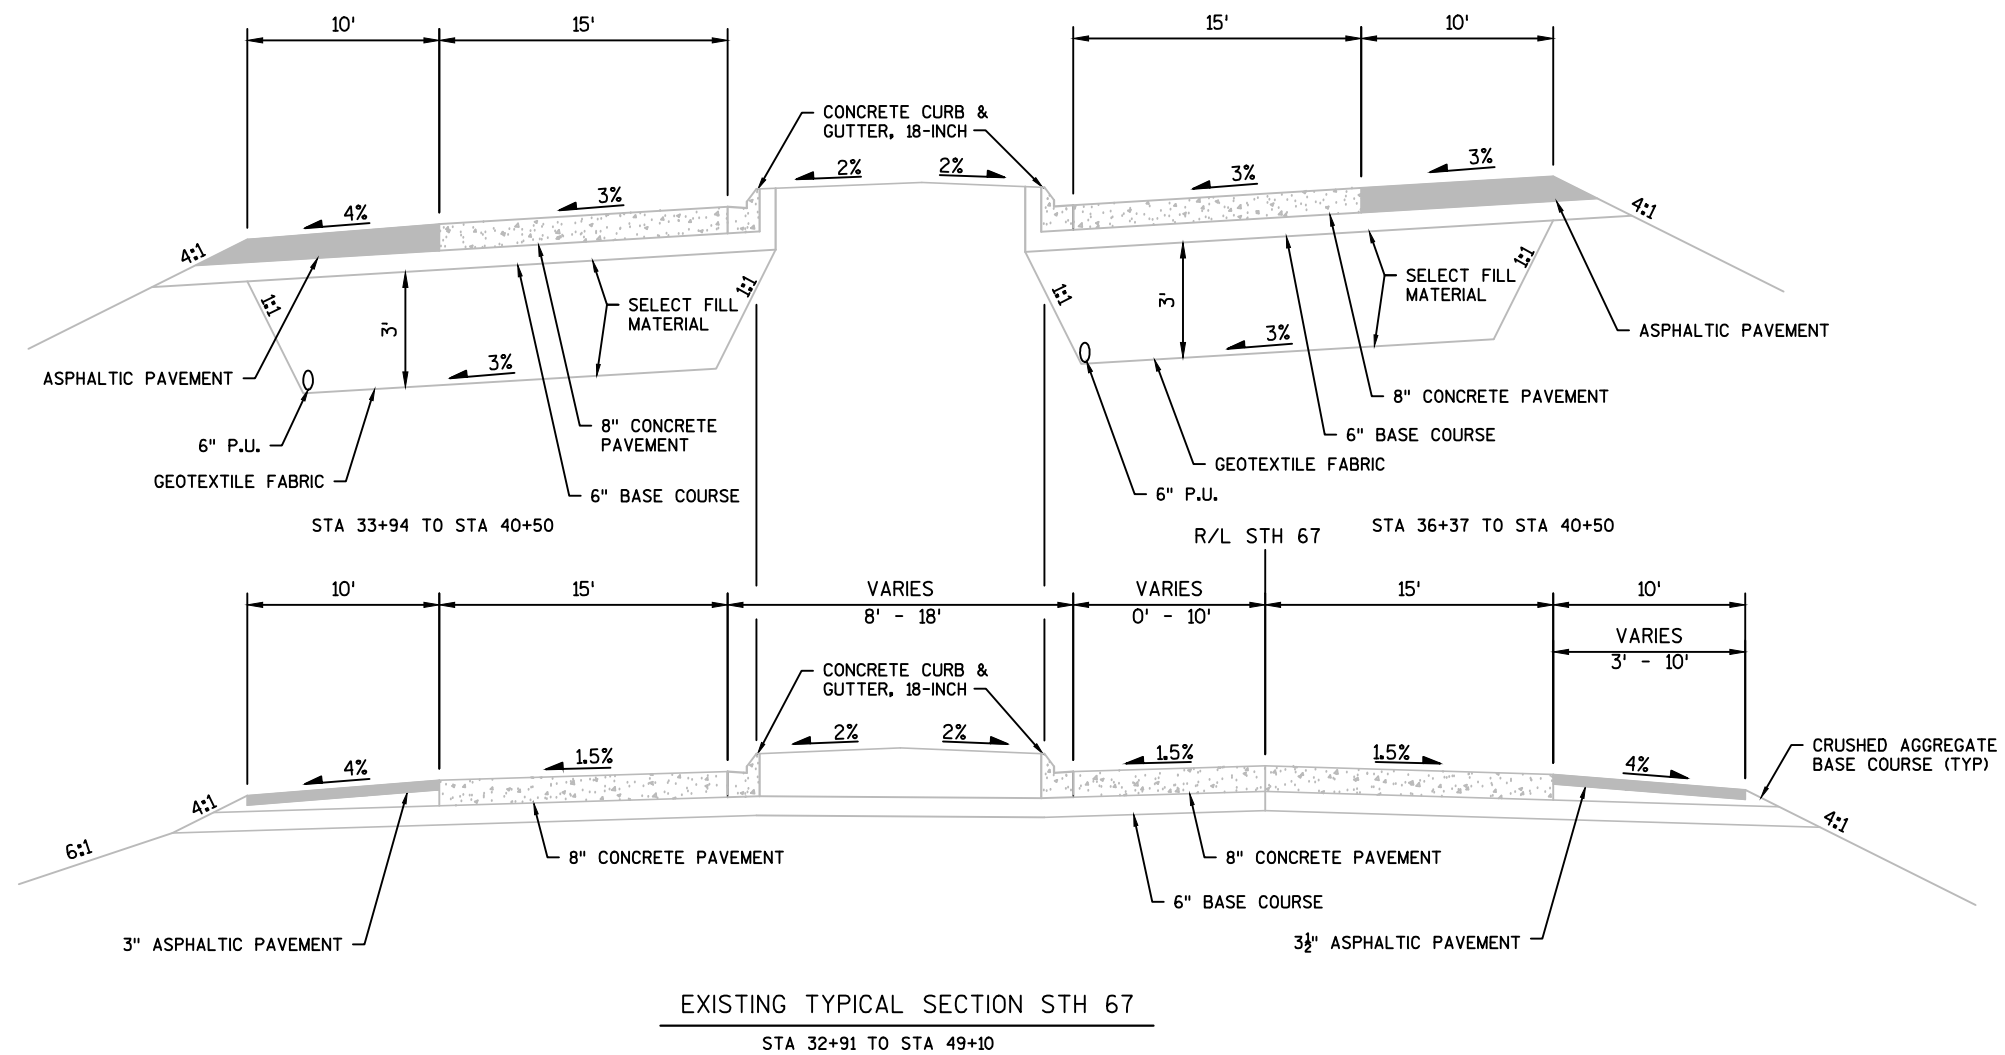 10'
15'
15'
10'
CONCRETE CURB &
GUTTER, 18-INCH
2%
2%
3%
3%
3%
4%
4:1
4:1
1:1
1:1
1:1
1:1
3'
3'
SELECT FILL
MATERIAL
SELECT FILL
MATERIAL
ASPHALTIC PAVEMENT
ASPHALTIC PAVEMENT
3%
3%
8" CONCRETE PAVEMENT
8" CONCRETE
PAVEMENT
6" BASE COURSE
6" P.U.
GEOTEXTILE FABRIC
GEOTEXTILE FABRIC
6" BASE COURSE
6" P.U.
STA 33+94 TO STA 40+50
STA 36+37 TO STA 40+50
R/L STH 67
10'
15'
VARIES
8' - 18'
VARIES
0' - 10'
15'
10'
VARIES
3' - 10'
CONCRETE CURB &
GUTTER, 18-INCH
2%
2%
4%
1.5%
1.5%
1.5%
4%
CRUSHED AGGREGATE
BASE COURSE (TYP)
4:1
6:1
4:1
8" CONCRETE PAVEMENT
8" CONCRETE PAVEMENT
6" BASE COURSE
3" ASPHALTIC PAVEMENT
3½" ASPHALTIC PAVEMENT
EXISTING TYPICAL SECTION STH 67
STA 32+91 TO STA 49+10